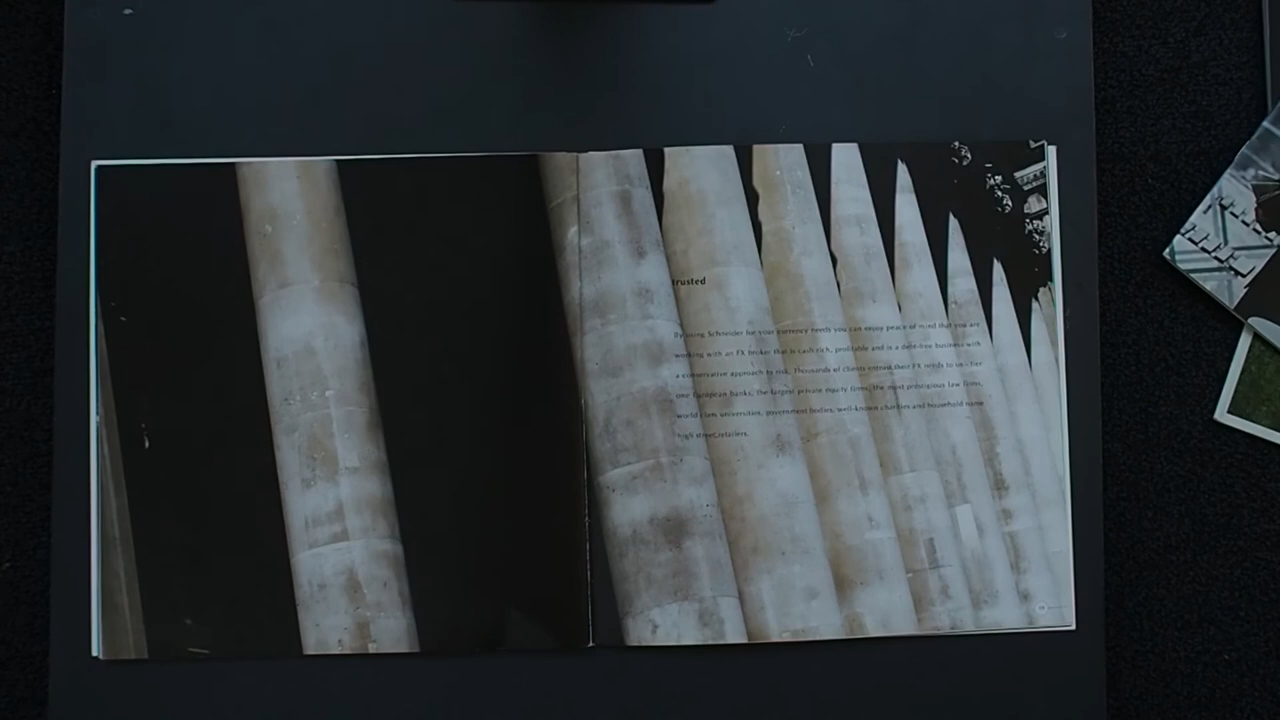 trusted
By using Schneider for your currency needs you can enjoy peace of mind that you are
working with an FX broker that is cash rich, profitable and is a debt-free business with
a conservative approach to risk. Thousands of clients entrust their FX needs to us - tier
one European banks, the largest private equity firms, the most prestigious law firms,
world class universities, government bodies, well-known charities and household name
high street retailers.